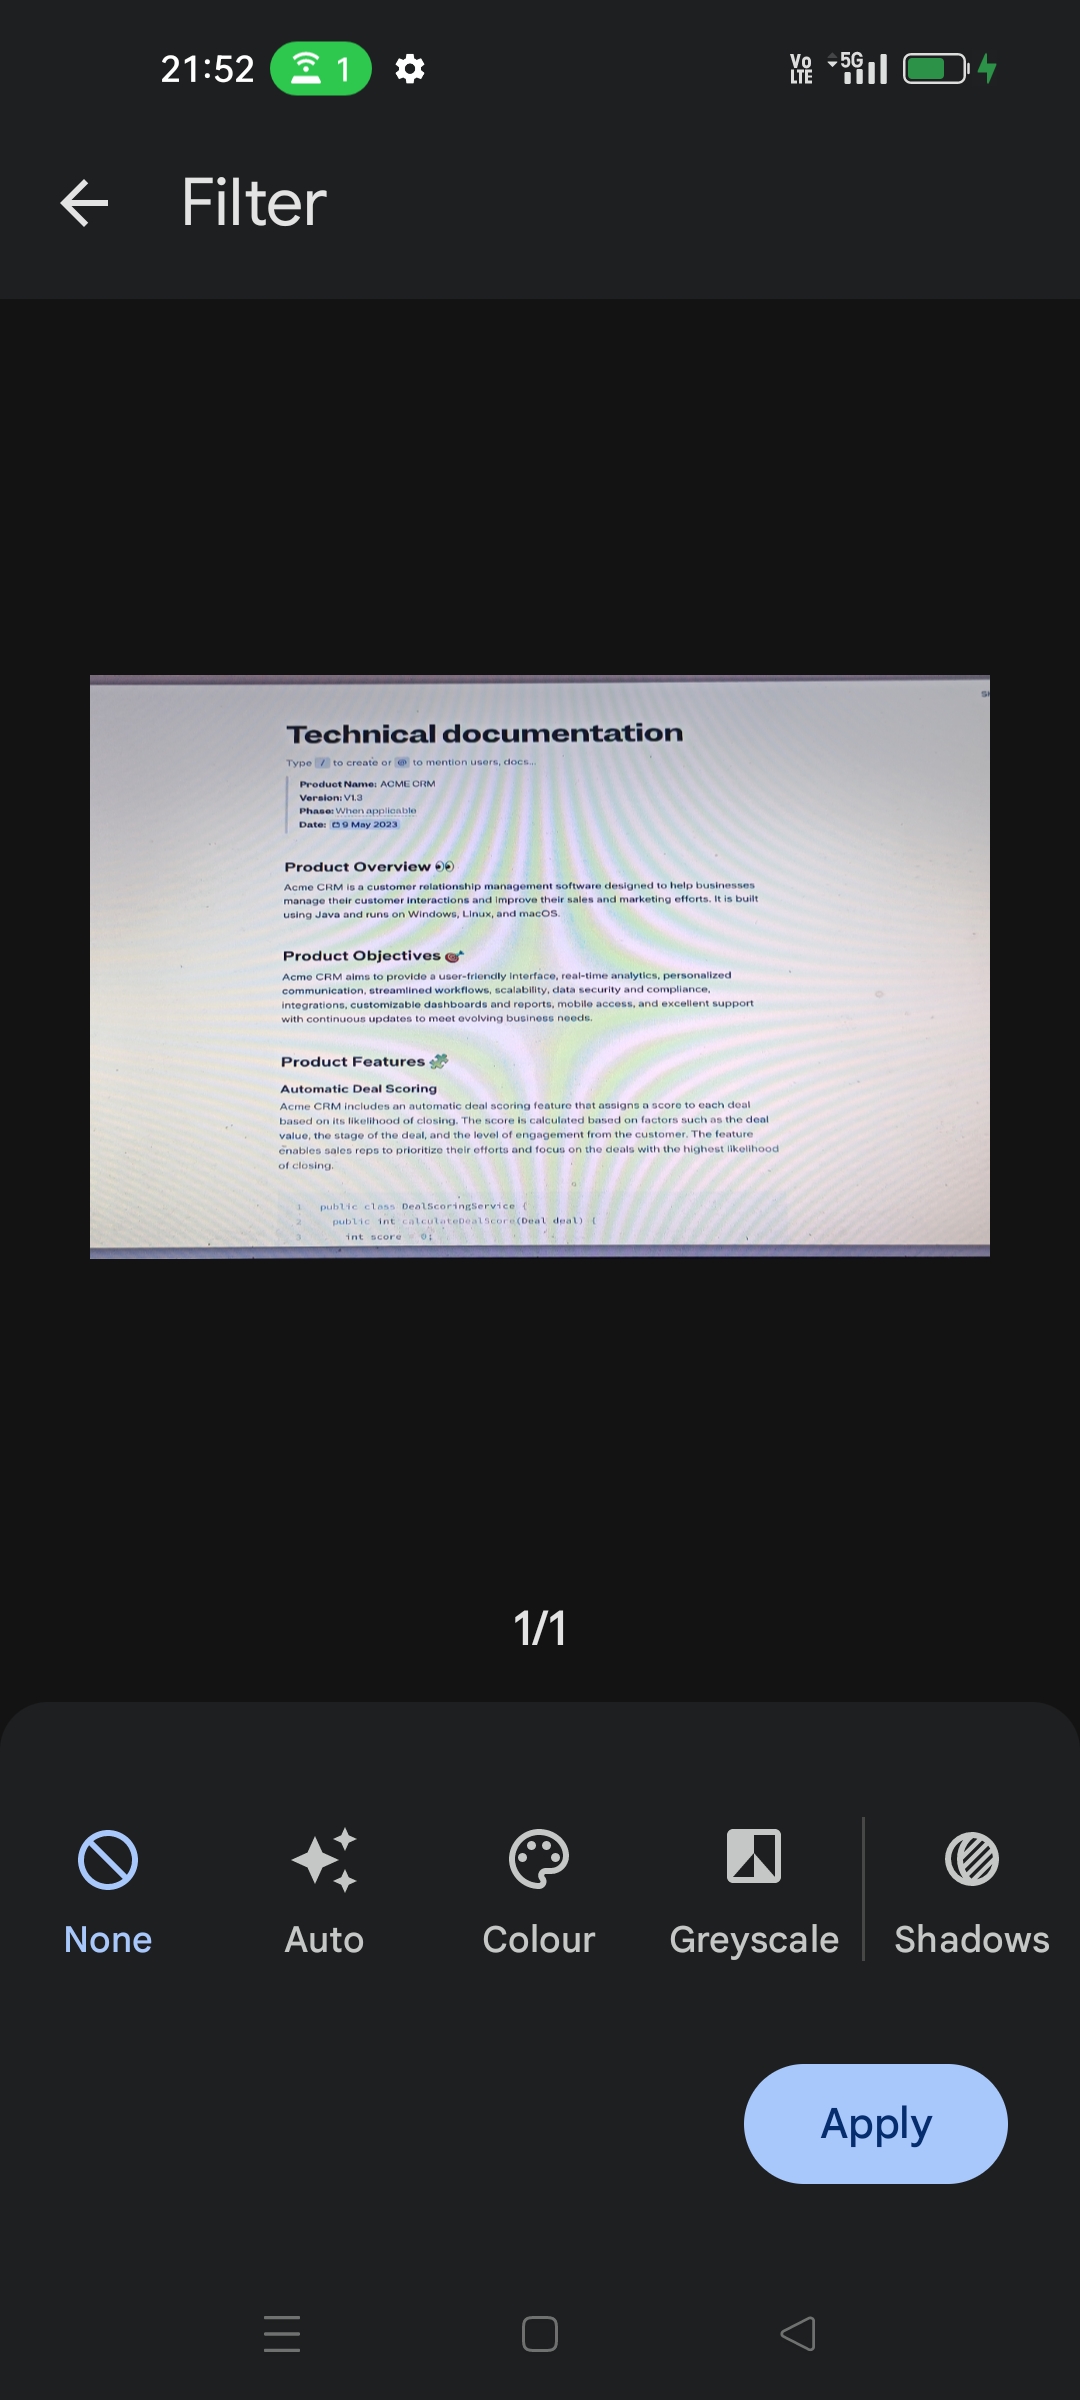 21:52
1
Vo
LTE
5G
Filter
Technical documentation
Type / to create or @ to mention users, docs...
Product Name: ACME CRM
Version: V1.3
Phase: When applicable
Date: 9 May 2023
Product Overview 👀
Acme CRM is a customer relationship management software designed to help businesses
manage their customer interactions and improve their sales and marketing efforts. It is built
using Java and runs on Windows, Linux, and macOS.
Product Objectives 🎯
Acme CRM aims to provide a user-friendly interface, real-time analytics, personalized
communication, streamlined workflows, scalability, data security and compliance,
integrations, customizable dashboards and reports, mobile access, and excellent support
with continuous updates to meet evolving business needs.
Product Features 🧩
Automatic Deal Scoring
Acme CRM includes an automatic deal scoring feature that assigns a score to each deal
based on its likelihood of closing. The score is calculated based on factors such as the deal
value, the stage of the deal, and the level of engagement from the customer. The feature
enables sales reps to prioritize their efforts and focus on the deals with the highest likelihood
of closing.
1 public class DealScoringService {
2 public int calculateDealScore(Deal deal) {
3 int score = 0;
1/1
None
Auto
Colour
Greyscale
Shadows
Apply